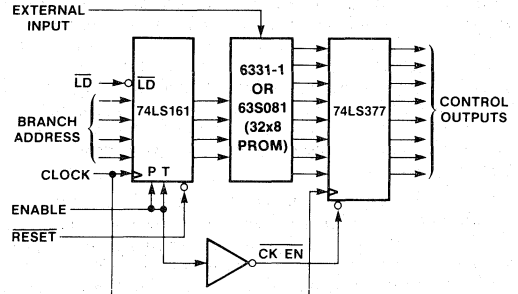 EXTERNAL
INPUT
LD
LD
74LS161
BRANCH
ADDRESS
CLOCK
P T
ENABLE
RESET
6331-1
OR
63S081
(32x8
PROM)
74LS377
CONTROL
OUTPUTS
CK EN